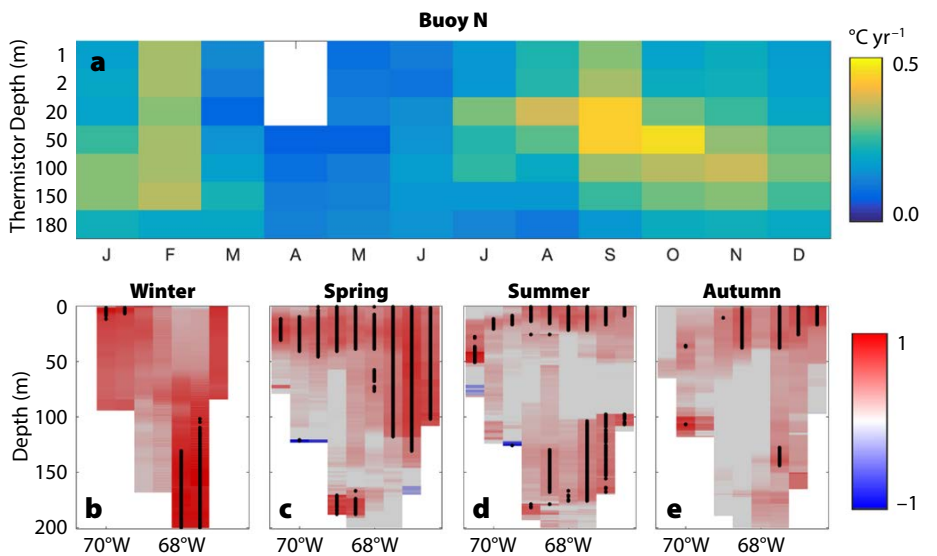 Buoy N
°C yr⁻¹
a
Thermistor Depth (m)
1
2
20
50
100
150
180
0.5
0.0
J F M A M J J A S O N D
Winter Spring Summer Autumn
Depth (m)
0
50
100
150
200
b c d e
1
−1
70°W 68°W 70°W 68°W 70°W 68°W 70°W 68°W